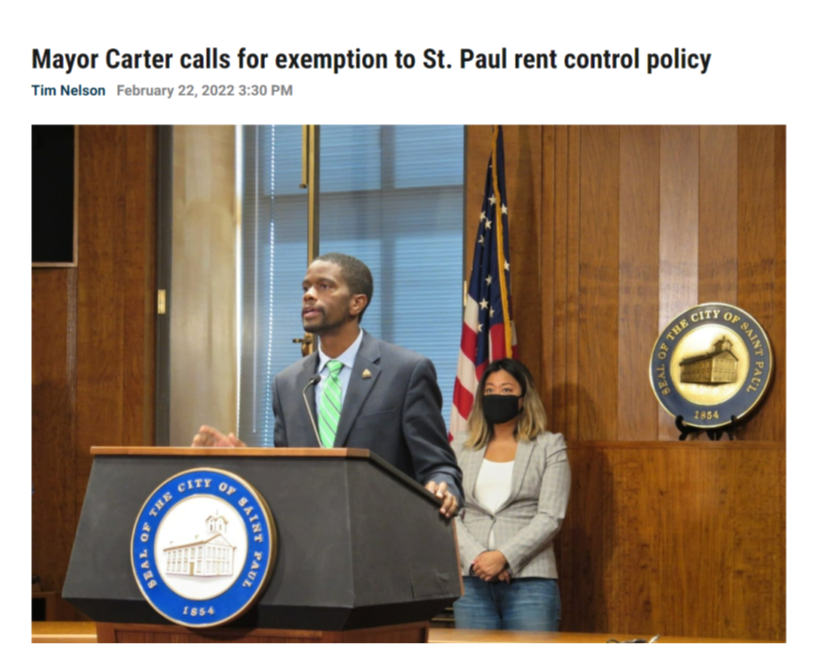 Mayor Carter calls for exemption to St. Paul rent control policy
Tim Nelson February 22, 2022 3:30 PM
SEAL OF THE CITY OF SAINT PAUL
1854
SEAL OF THE CITY OF SAINT PAUL
1854